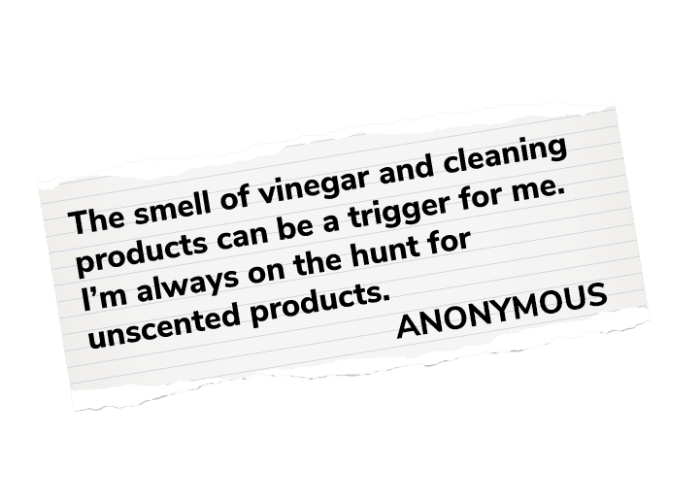 The smell of vinegar and cleaning
products can be a trigger for me.
I’m always on the hunt for
unscented products.
ANONYMOUS